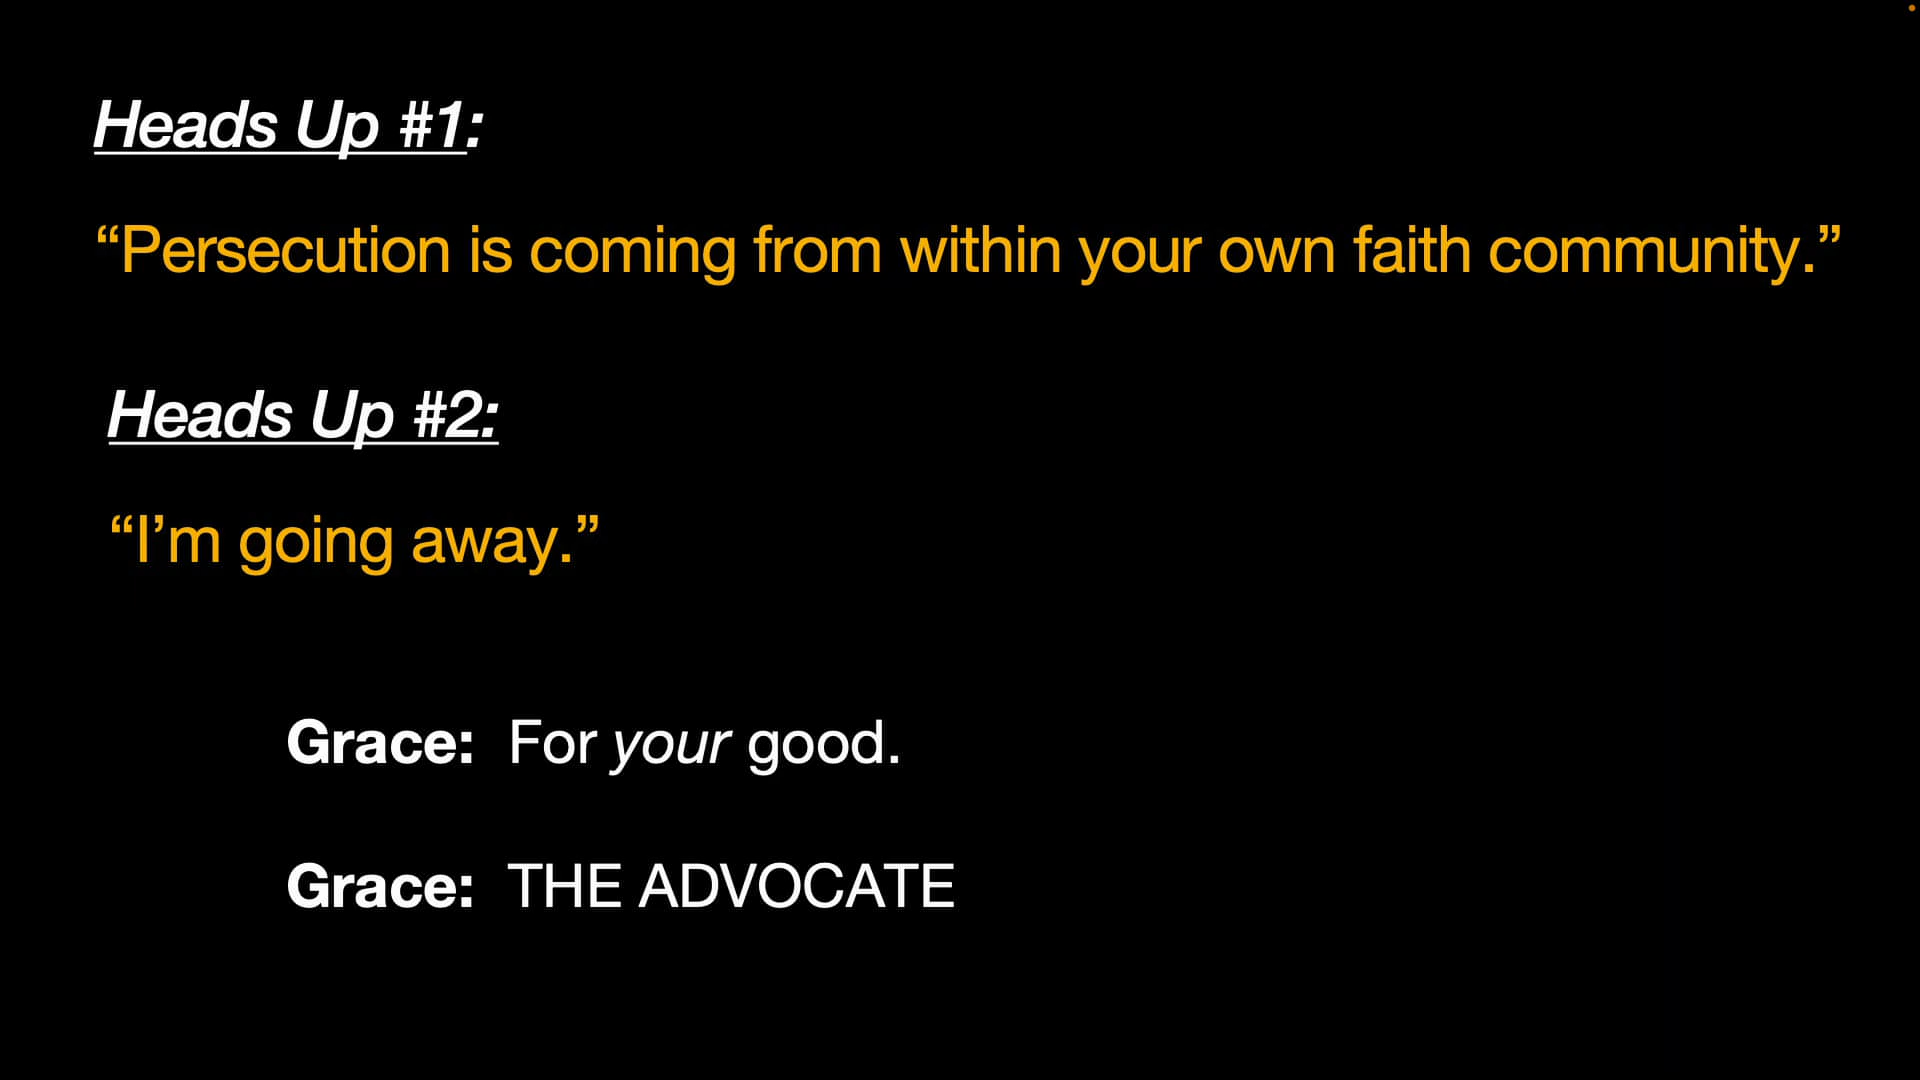 Heads Up #1:
“Persecution is coming from within your own faith community.”
Heads Up #2:
“I’m going away.”
Grace: For your good.
Grace: THE ADVOCATE